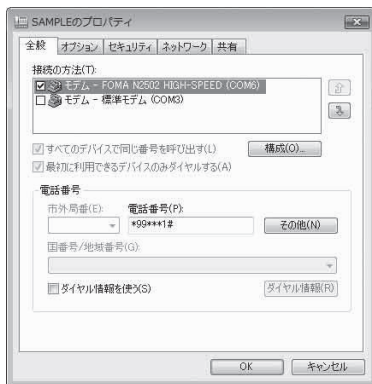 SAMPLEのプロパティ
全般 オプション セキュリティ ネットワーク 共有
接続の方法(T):
モデム - FOMA N2502 HIGH-SPEED (COM6)
モデム - 標準モデム (COM3)
すべてのデバイスで同じ番号を呼び出す(L) 構成(O)...
最初に利用できるデバイスのみダイヤルする(A)
電話番号
市外局番(E): 電話番号(P):
*99***1# その他(N)
国番号/地域番号(G):
ダイヤル情報を使う(S) ダイヤル情報(R)
OK キャンセル